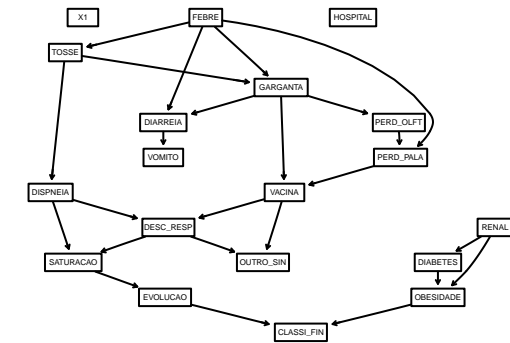 X1
FEBRE
HOSPITAL
TOSSE
GARGANTA
DIARREIA
PERD_OLFT
VOMITO
PERD_PALA
DISPNEIA
VACINA
DESC_RESP
RENAL
SATURACAO
OUTRO_SIN
DIABETES
EVOLUCAO
OBESIDADE
CLASSI_FIN